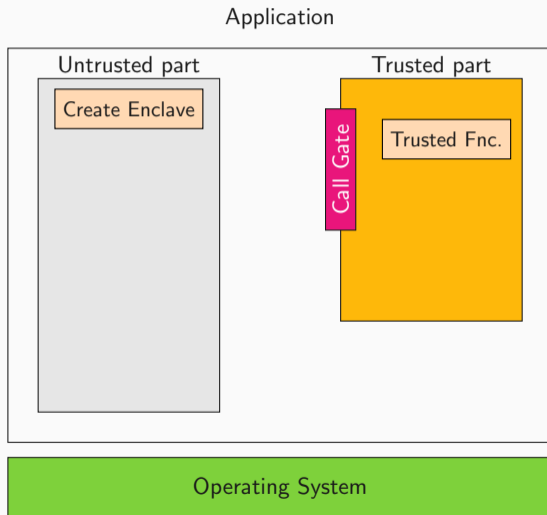 Application
Untrusted part
Trusted part
Create Enclave
Call Gate
Trusted Fnc.
Operating System